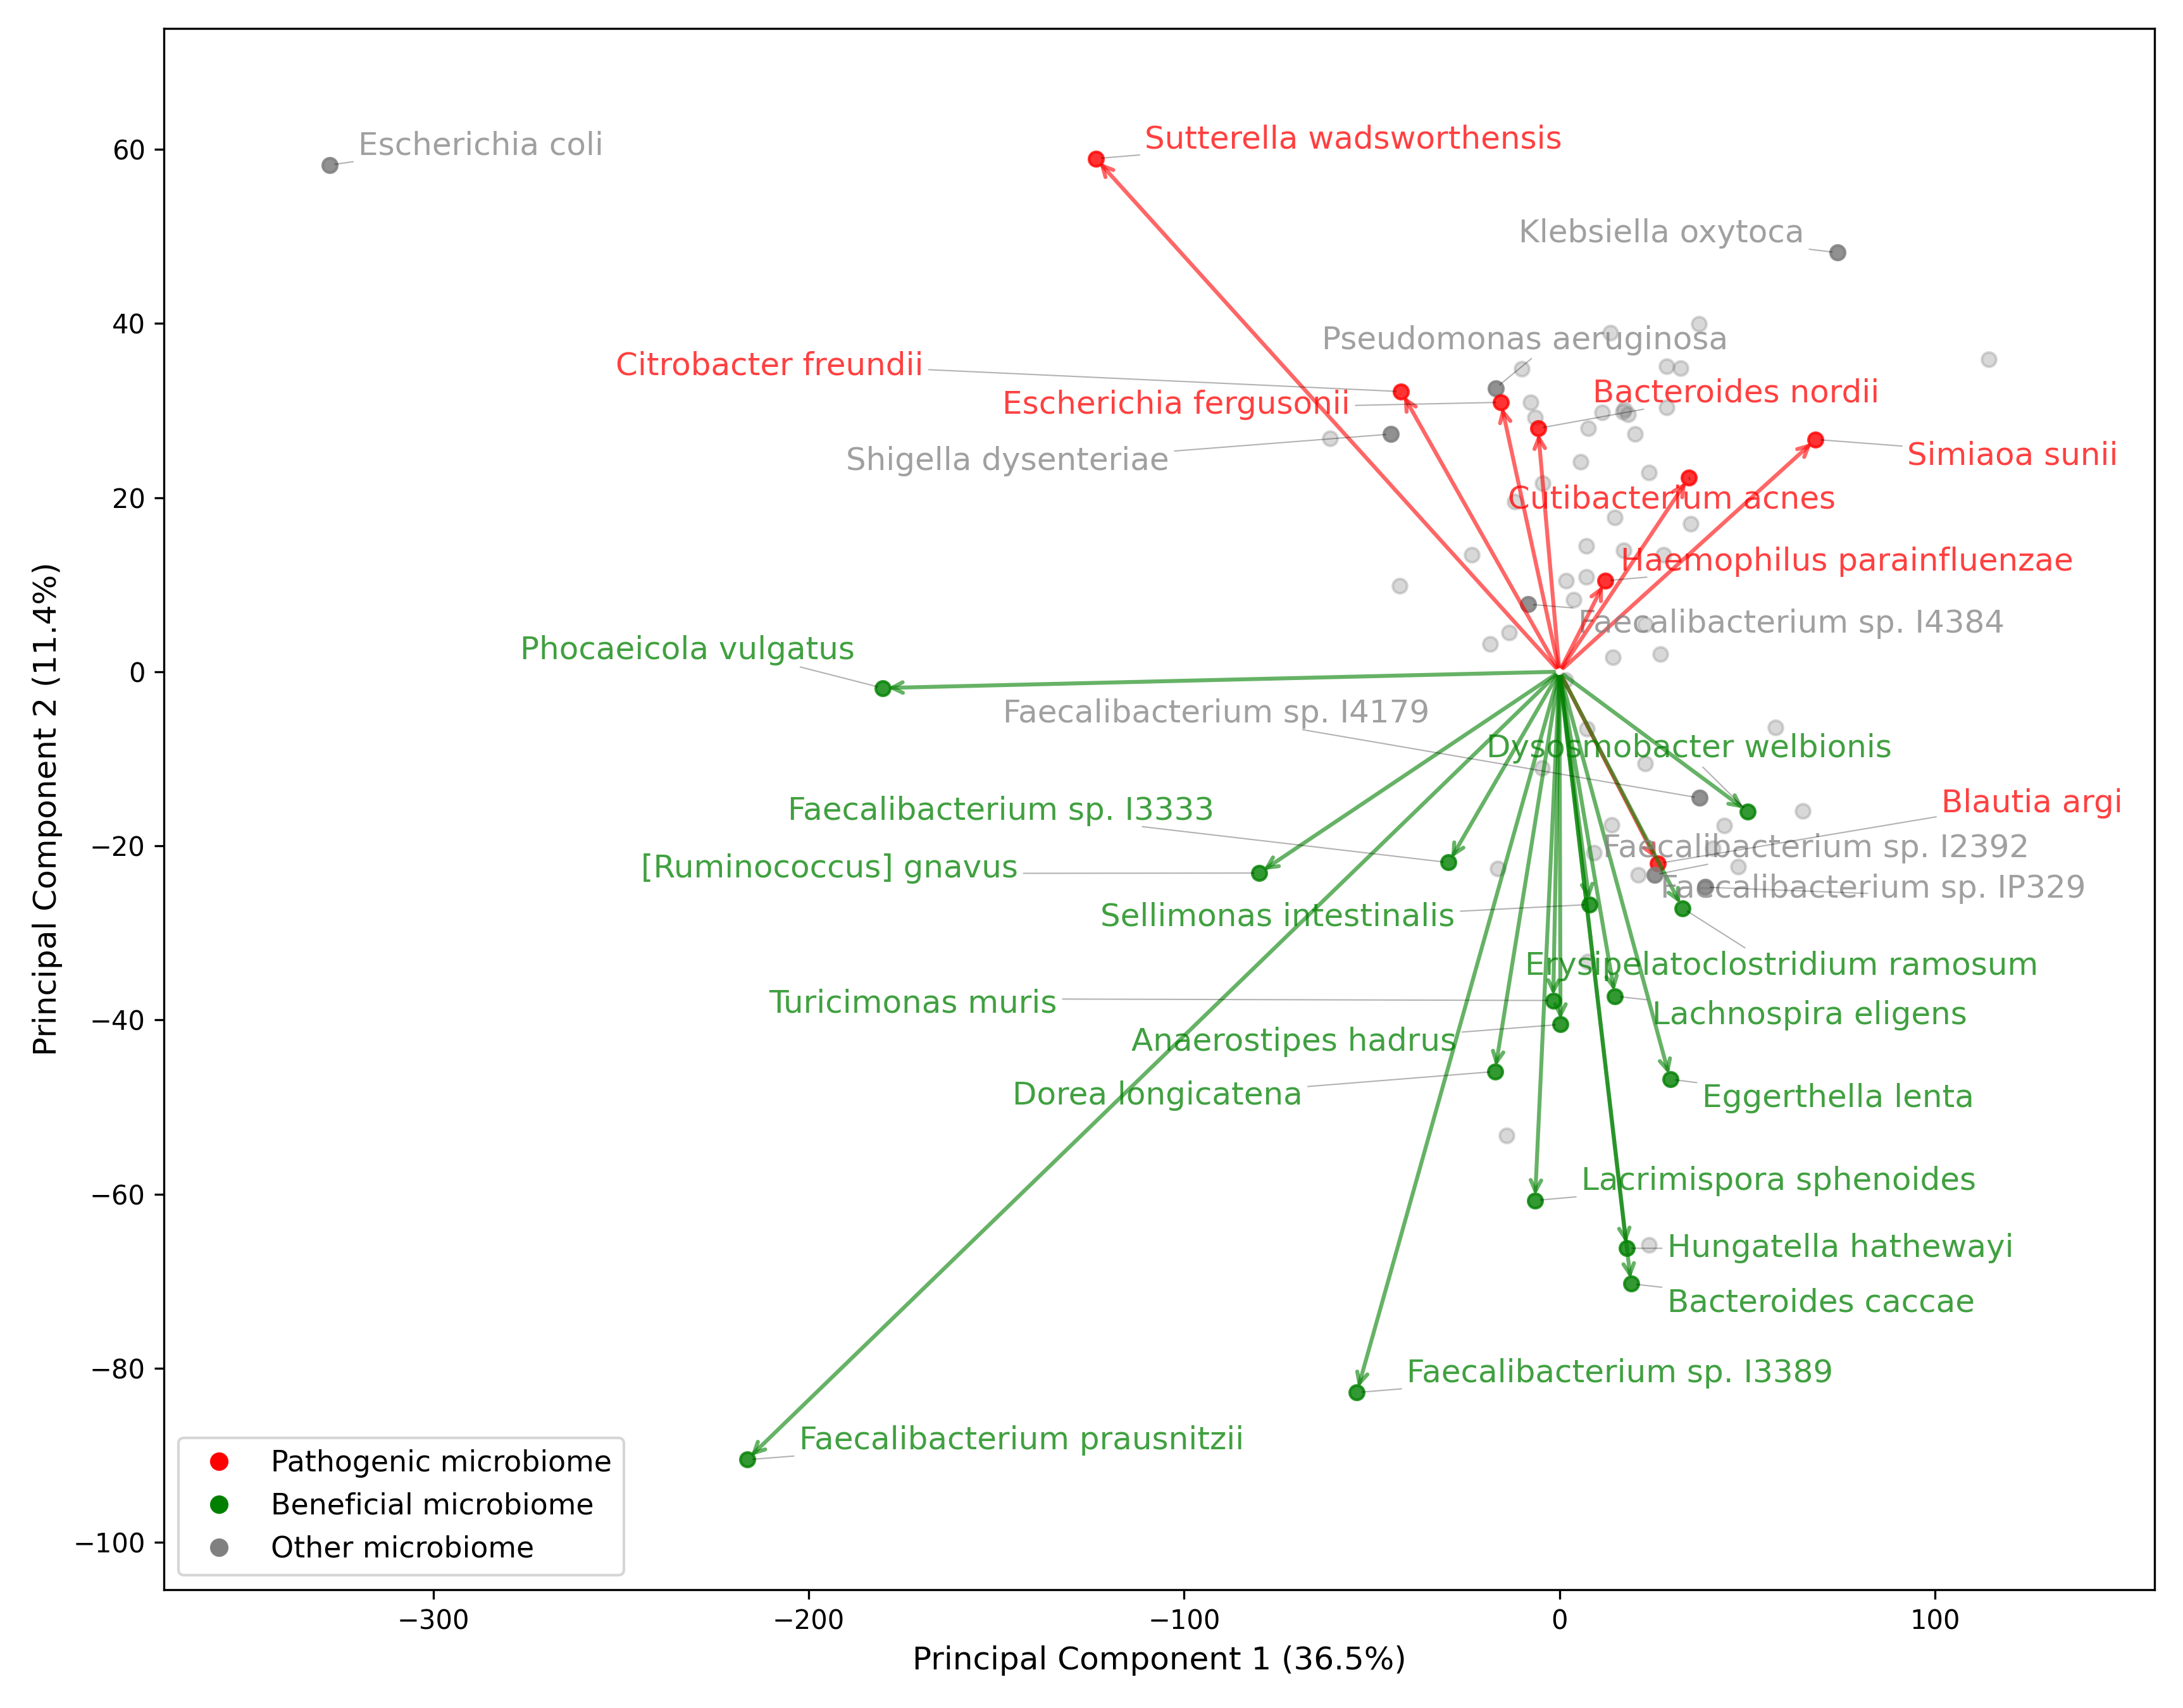 Escherichia coli
Sutterella wadsworthensis
Klebsiella oxytoca
Pseudomonas aeruginosa
Citrobacter freundii
Escherichia fergusonii
Bacteroides nordii
Shigella dysenteriae
Simiaoa sunii
Cutibacterium acnes
Haemophilus parainfluenzae
Faecalibacterium sp. I4384
Phocaeicola vulgatus
Faecalibacterium sp. I4179
Dysosmobacter welbionis
Faecalibacterium sp. I3333
Blautia argi
Faecalibacterium sp. I2392
[Ruminococcus] gnavus
Faecalibacterium sp. IP329
Sellimonas intestinalis
Erysipelatoclostridium ramosum
Turicimonas muris
Lachnospira eligens
Anaerostipes hadrus
Dorea longicatena
Eggerthella lenta
Lacrimispora sphenoides
Hungatella hathewayi
Bacteroides caccae
Faecalibacterium sp. I3389
Faecalibacterium prausnitzii
Pathogenic microbiome
Beneficial microbiome
Other microbiome
60
40
20
0
−20
−40
−60
−80
−100
Principal Component 2 (11.4%)
−300
−200
−100
0
100
Principal Component 1 (36.5%)